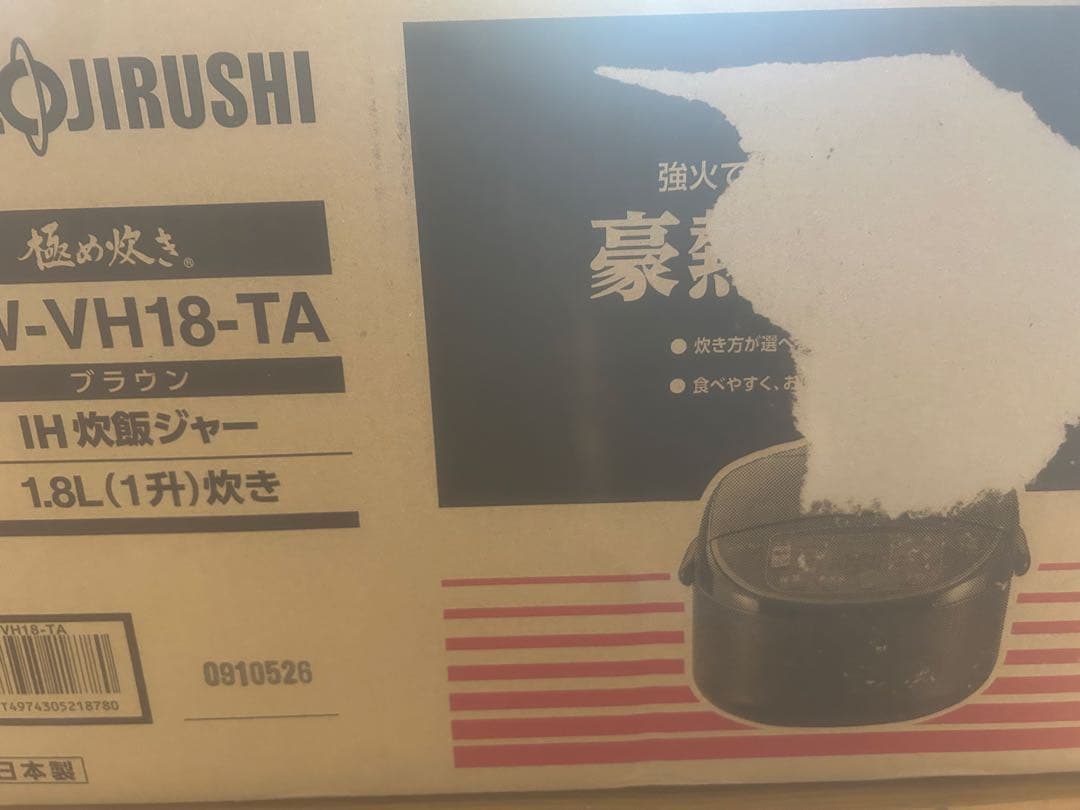 OJIRUSHI
極め炊き®
-VH18-TA
ブラウン
IH炊飯ジャー
1.8L(1升)炊き
VH18-TA
T4974305218780
0910526
日本製
強火で
豪熱
● 炊き方が選べ
● 食べやすく、お